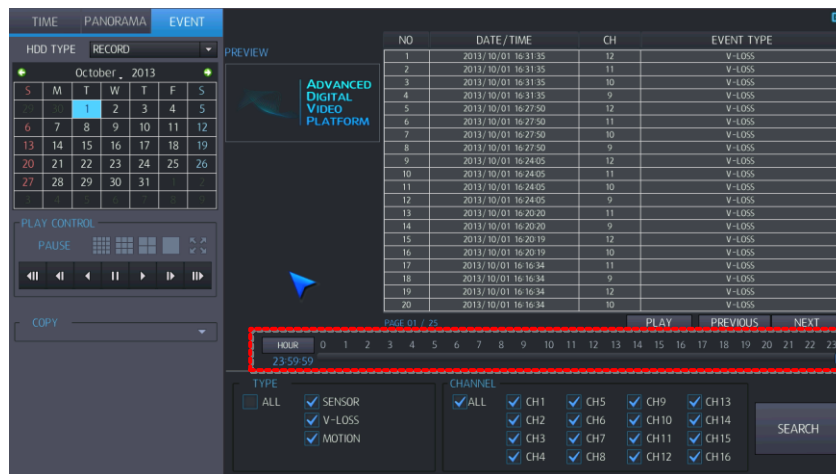 TIME PANORAMA EVENT
HDD TYPE RECORD
October 2013
S M T W T F S
29 30 1 2 3 4 5
6 7 8 9 10 11 12
13 14 15 16 17 18 19
20 21 22 23 24 25 26
27 28 29 30 31 1 2
3 4 5 6 7 8 9
PLAY CONTROL
PAUSE
COPY
PREVIEW
ADVANCED
DIGITAL
VIDEO
PLATFORM
NO DATE/TIME CH EVENT TYPE
1 2013/10/01 16:31:35 12 V-LOSS
2 2013/10/01 16:31:35 11 V-LOSS
3 2013/10/01 16:31:35 10 V-LOSS
4 2013/10/01 16:31:35 9 V-LOSS
5 2013/10/01 16:27:50 12 V-LOSS
6 2013/10/01 16:27:50 11 V-LOSS
7 2013/10/01 16:27:50 10 V-LOSS
8 2013/10/01 16:27:50 9 V-LOSS
9 2013/10/01 16:24:05 12 V-LOSS
10 2013/10/01 16:24:05 11 V-LOSS
11 2013/10/01 16:24:05 10 V-LOSS
12 2013/10/01 16:24:05 9 V-LOSS
13 2013/10/01 16:20:20 11 V-LOSS
14 2013/10/01 16:20:20 9 V-LOSS
15 2013/10/01 16:20:19 12 V-LOSS
16 2013/10/01 16:20:19 10 V-LOSS
17 2013/10/01 16:16:34 11 V-LOSS
18 2013/10/01 16:16:34 9 V-LOSS
19 2013/10/01 16:16:34 12 V-LOSS
20 2013/10/01 16:16:34 10 V-LOSS
PAGE 01 / 25 PLAY PREVIOUS NEXT
HOUR 0 1 2 3 4 5 6 7 8 9 10 11 12 13 14 15 16 17 18 19 20 21 22 23
23:59:59
TYPE
ALL SENSOR
V-LOSS
MOTION
CHANNEL
ALL CH1 CH5 CH9 CH13
CH2 CH6 CH10 CH14
CH3 CH7 CH11 CH15
CH4 CH8 CH12 CH16
SEARCH